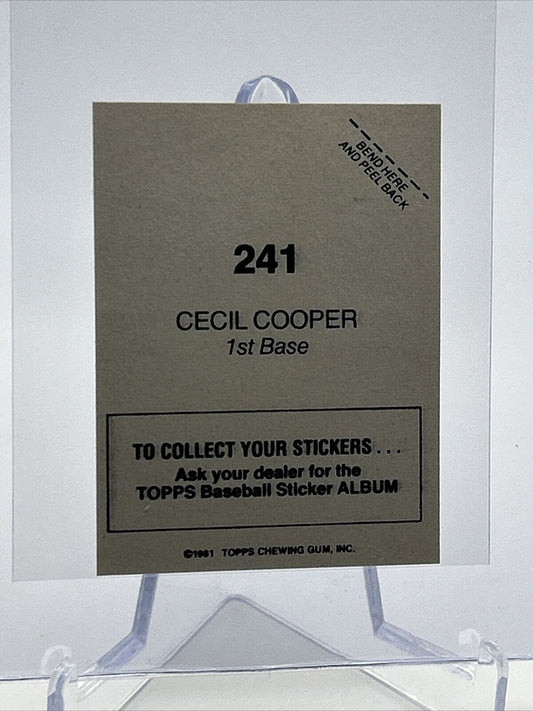 BEND HERE
AND PEEL BACK
241
CECIL COOPER
1st Base
TO COLLECT YOUR STICKERS...
Ask your dealer for the
TOPPS Baseball Sticker ALBUM
©1981 TOPPS CHEWING GUM, INC.